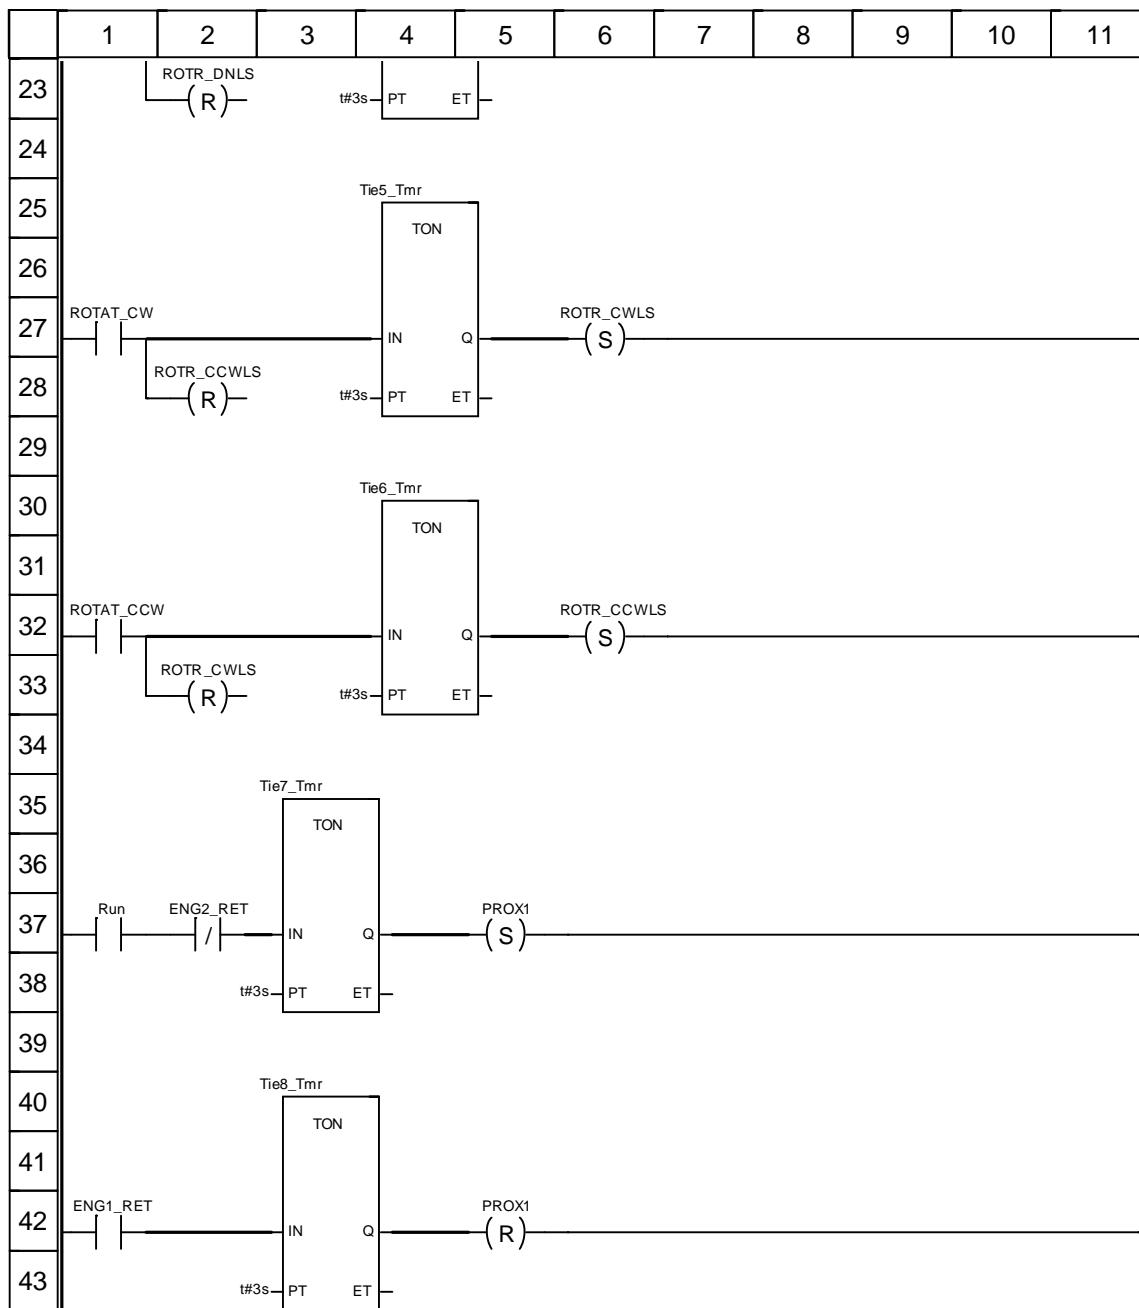 1 2 3 4 5 6 7 8 9 10 11
23 ROTR_DNLS
(R) t#3s PT ET
24
25 Tie5_Tmr
TON
26
ROTAT_CW ROTR_CWLS
27 IN Q (S)
ROTR_CCWLS
28 (R) t#3s PT ET
29
30 Tie6_Tmr
TON
31
ROTAT_CCW ROTR_CCWLS
32 IN Q (S)
ROTR_CWLS
33 (R) t#3s PT ET
34
35 Tie7_Tmr
TON
36
Run ENG2_RET PROX1
37 / IN Q (S)
38 t#3s PT ET
39
40 Tie8_Tmr
TON
41
ENG1_RET PROX1
42 IN Q (R)
43 t#3s PT ET